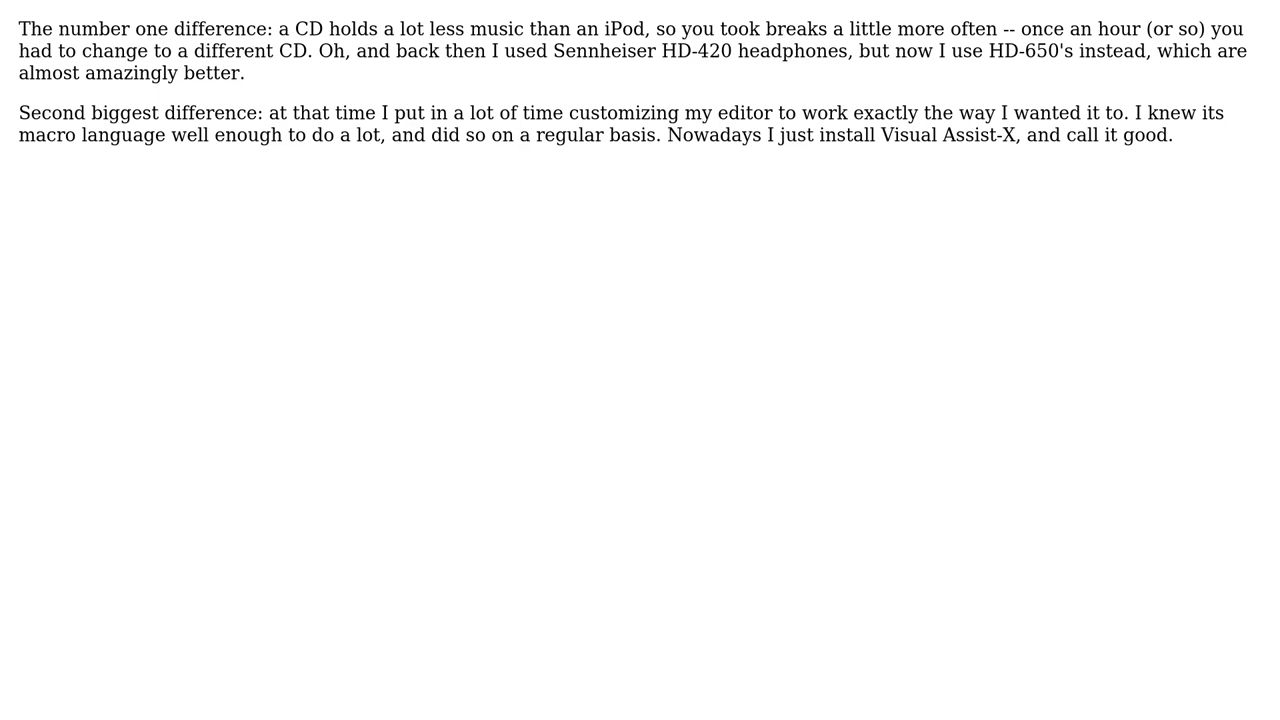 The number one difference: a CD holds a lot less music than an iPod, so you took breaks a little more often -- once an hour (or so) you
had to change to a different CD. Oh, and back then I used Sennheiser HD-420 headphones, but now I use HD-650's instead, which are
almost amazingly better.
Second biggest difference: at that time I put in a lot of time customizing my editor to work exactly the way I wanted it to. I knew its
macro language well enough to do a lot, and did so on a regular basis. Nowadays I just install Visual Assist-X, and call it good.